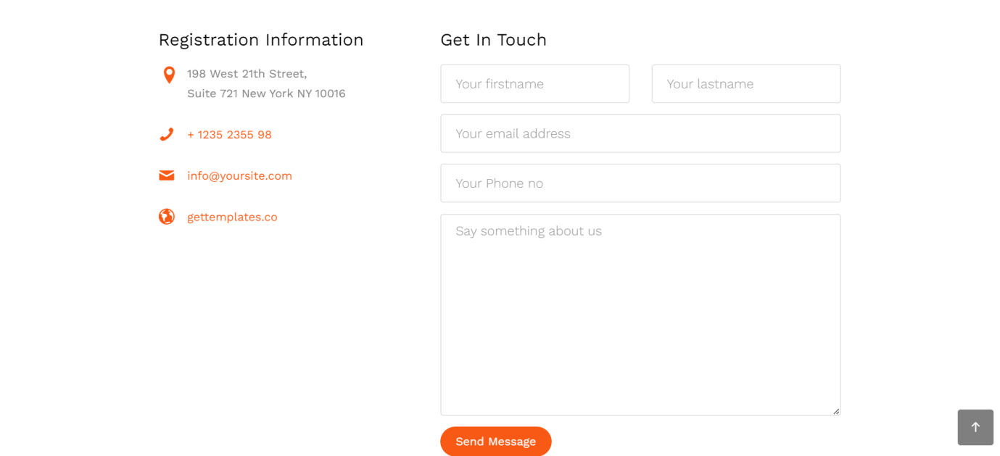 Registration Information
198 West 21th Street,
Suite 721 New York NY 10016
+ 1235 2355 98
info@yoursite.com
gettemplates.co
Get In Touch
Your firstname
Your lastname
Your email address
Your Phone no
Say something about us
Send Message